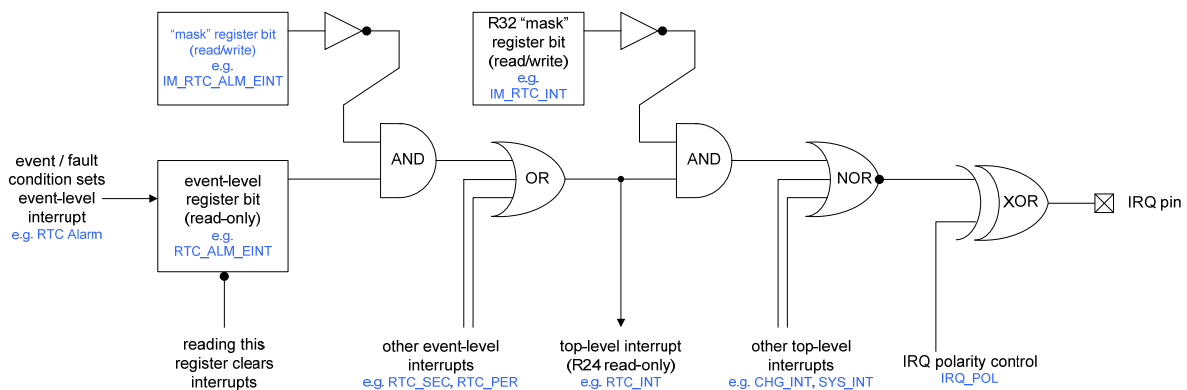 “mask” register bit
(read/write)
e.g.
IM_RTC_ALM_EINT
R32 “mask”
register bit
(read/write)
e.g.
IM_RTC_INT
event / fault
condition sets
event-level
interrupt
e.g. RTC Alarm
event-level
register bit
(read-only)
e.g.
RTC_ALM_EINT
AND
OR
AND
NOR
XOR
IRQ pin
reading this
register clears
interrupts
other event-level
interrupts
e.g. RTC_SEC, RTC_PER
top-level interrupt
(R24 read-only)
e.g. RTC_INT
other top-level
interrupts
e.g. CHG_INT, SYS_INT
IRQ polarity control
IRQ_POL